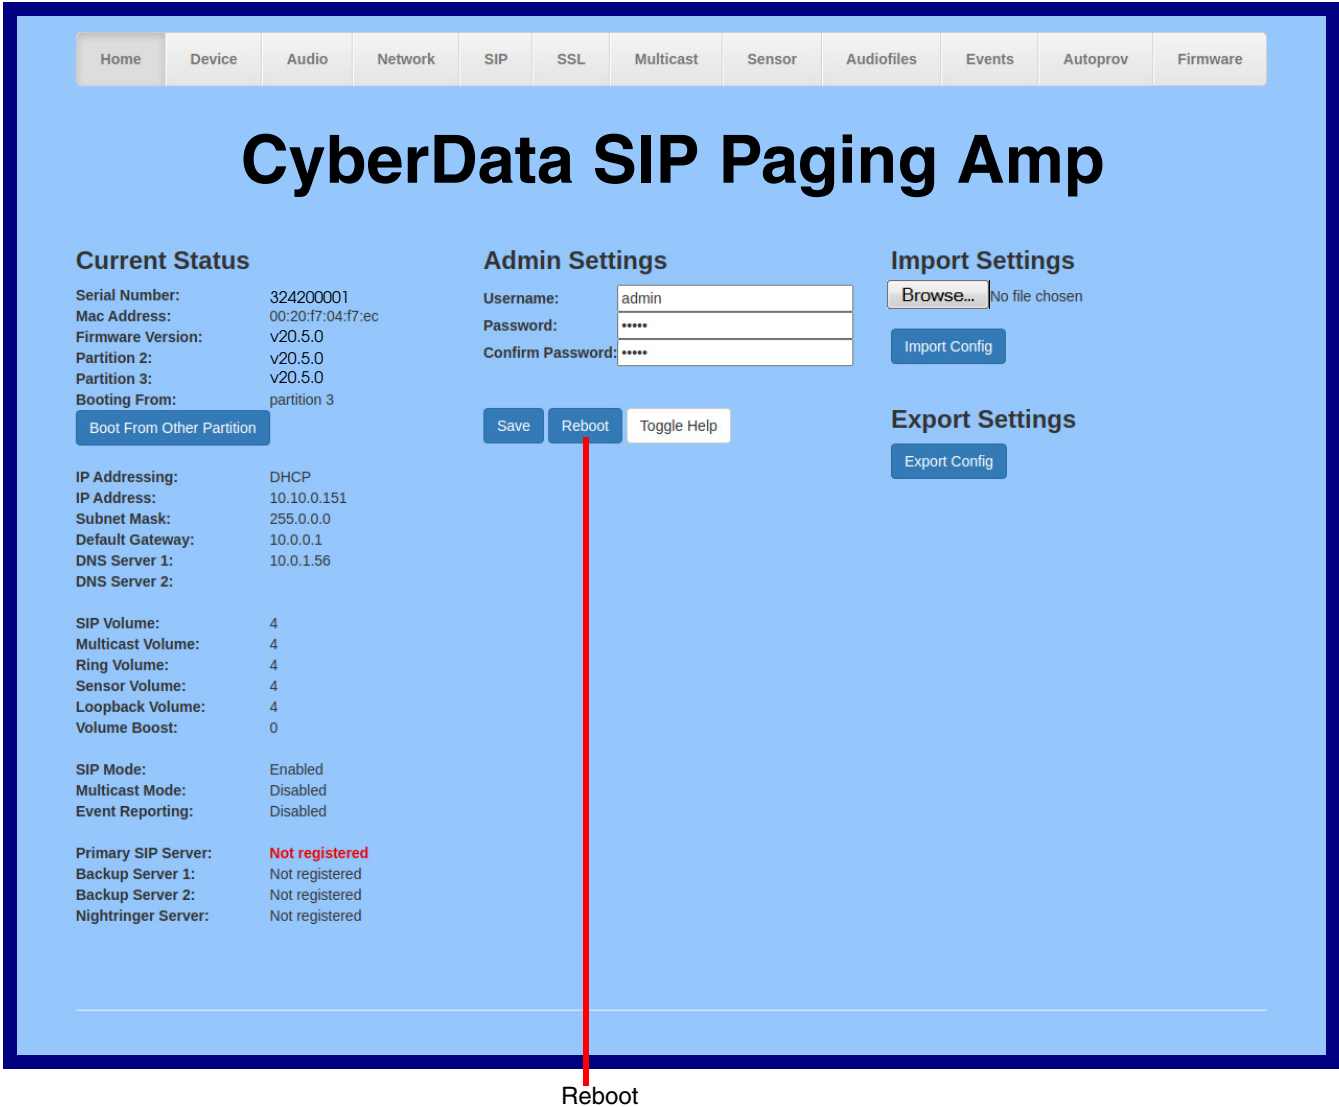 Home Device Audio Network SIP SSL Multicast Sensor Audiofiles Events Autoprov Firmware
CyberData SIP Paging Amp
Current Status
Serial Number: 324200001
Mac Address: 00:20:f7:04:f7:ec
Firmware Version: v20.5.0
Partition 2: v20.5.0
Partition 3: v20.5.0
Booting From: partition 3
Boot From Other Partition
IP Addressing: DHCP
IP Address: 10.10.0.151
Subnet Mask: 255.0.0.0
Default Gateway: 10.0.0.1
DNS Server 1: 10.0.1.56
DNS Server 2:
SIP Volume: 4
Multicast Volume: 4
Ring Volume: 4
Sensor Volume: 4
Loopback Volume: 4
Volume Boost: 0
SIP Mode: Enabled
Multicast Mode: Disabled
Event Reporting: Disabled
Primary SIP Server: Not registered
Backup Server 1: Not registered
Backup Server 2: Not registered
Nightringer Server: Not registered
Admin Settings
Username: admin
Password: •••••
Confirm Password: •••••
Save Reboot Toggle Help
Import Settings
Browse... No file chosen
Import Config
Export Settings
Export Config
Reboot